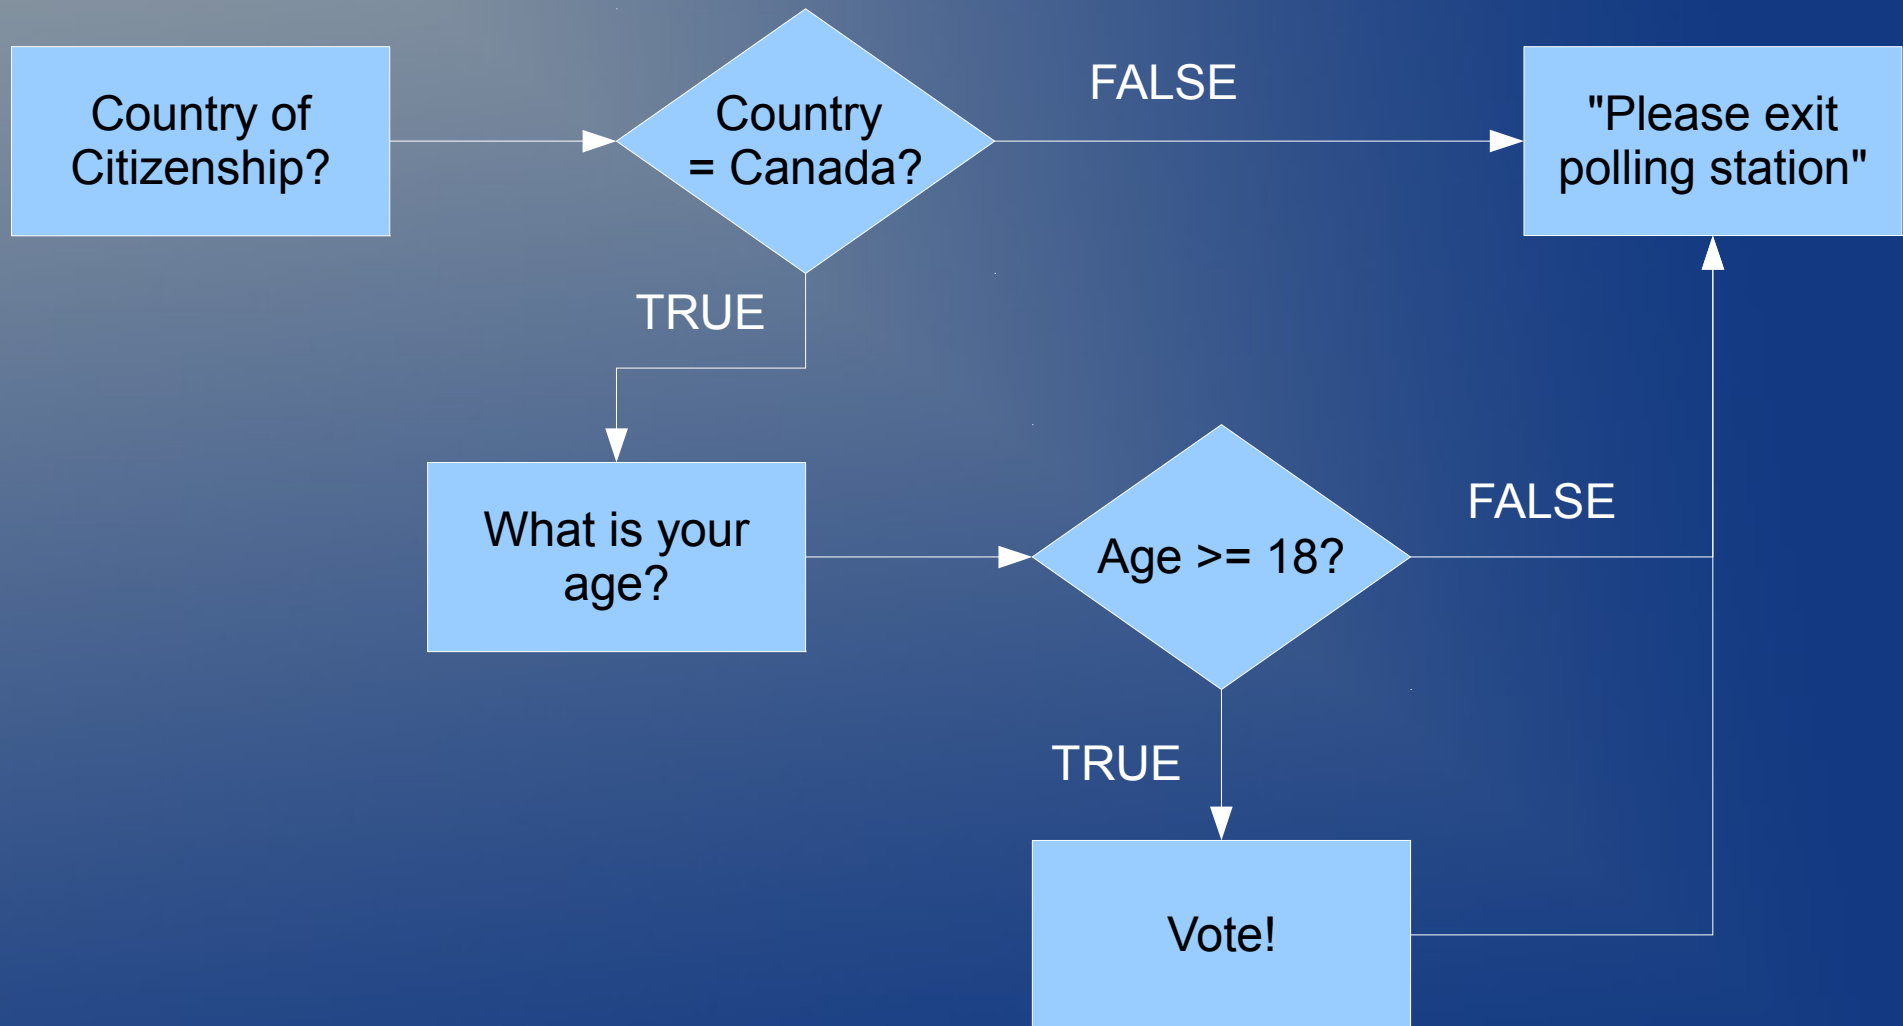 Country of
Citizenship?
Country
= Canada?
FALSE
"Please exit
polling station"
TRUE
What is your
age?
Age >= 18?
FALSE
TRUE
Vote!